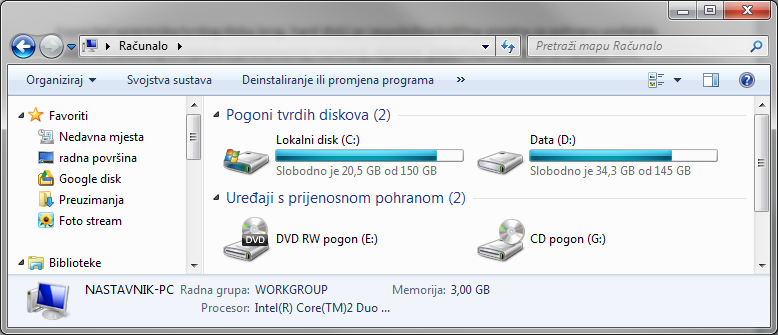 Računalo
Pretraži mapu Računalo
Organiziraj
Svojstva sustava
Deinstaliranje ili promjena programa
»
Favoriti
Nedavna mjesta
radna površina
Google disk
Preuzimanja
Foto stream
Biblioteke
Pogoni tvrdih diskova (2)
Lokalni disk (C:)
Slobodno je 20,5 GB od 150 GB
Data (D:)
Slobodno je 34,3 GB od 145 GB
Uređaji s prijenosnom pohranom (2)
DVD
DVD RW pogon (E:)
CD pogon (G:)
NASTAVNIK-PC Radna grupa: WORKGROUP Memorija: 3,00 GB
Procesor: Intel(R) Core(TM)2 Duo ...